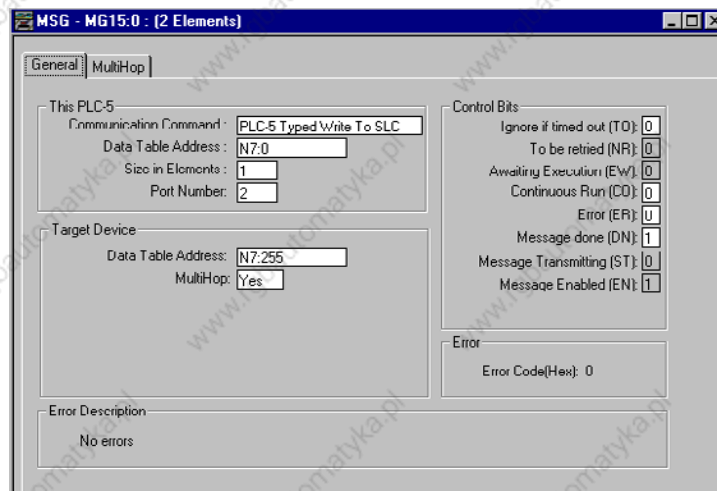 MSG - MG15:0 : (2 Elements)
General MultiHop
This PLC-5
Communication Command : PLC-5 Typed Write To SLC
Data Table Address : N7:0
Size in Elements : 1
Port Number: 2
Target Device
Data Table Address: N7:255
MultiHop: Yes
Control Bits
Ignore if timed out (TO): 0
To be retried (NR): 0
Awaiting Execution (EW): 0
Continuous Run (CO): 0
Error (ER): 0
Message done (DN): 1
Message Transmitting (ST): 0
Message Enabled (EN): 1
Error
Error Code(Hex): 0
Error Description
No errors
www.rgbautomatyka.pl